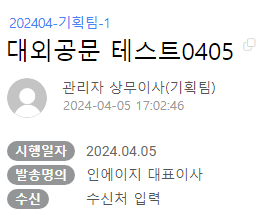 202404-기획팀-1
대외공문 테스트0405
관리자 상무이사(기획팀)
2024-04-05 17:02:46
시행일자 2024.04.05
발송명의 인에이지 대표이사
수신 수신처 입력